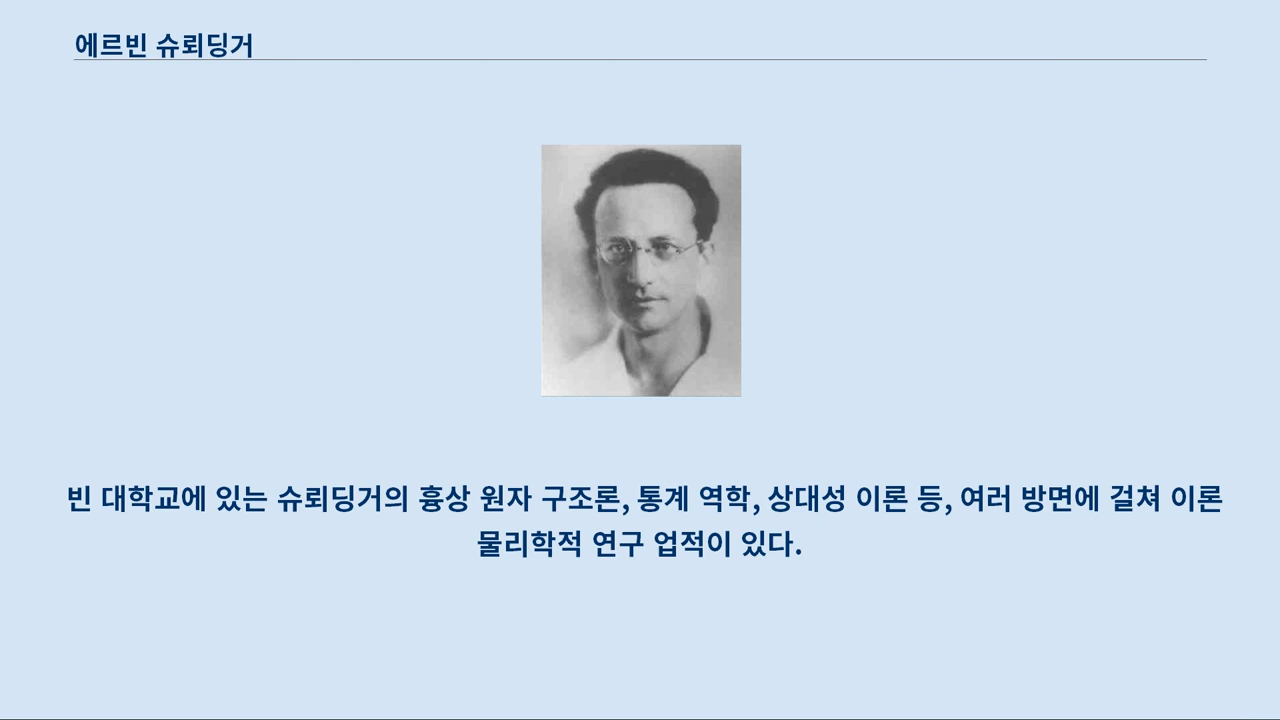 에르빈 슈뢰딩거
빈 대학교에 있는 슈뢰딩거의 흉상 원자 구조론, 통계 역학, 상대성 이론 등, 여러 방면에 걸쳐 이론
물리학적 연구 업적이 있다.